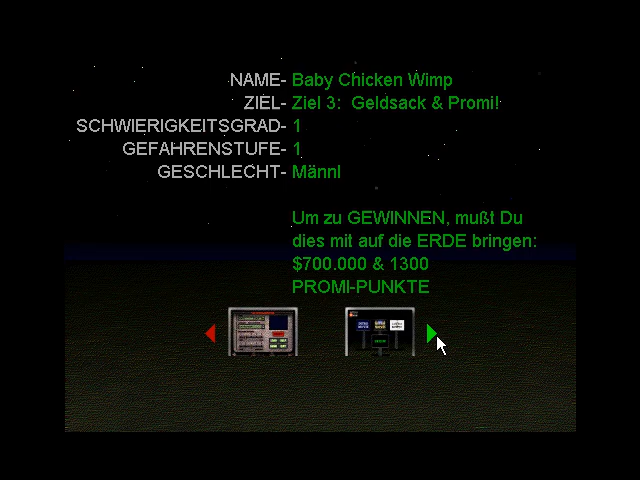 NAME- Baby Chicken Wimp
ZIEL- Ziel 3: Geldsack & Promi!
SCHWIERIGKEITSGRAD- 1
GEFAHRENSTUFE- 1
GESCHLECHT- Männl
Um zu GEWINNEN, mußt Du
dies mit auf die ERDE bringen:
$700.000 & 1300
PROMI-PUNKTE